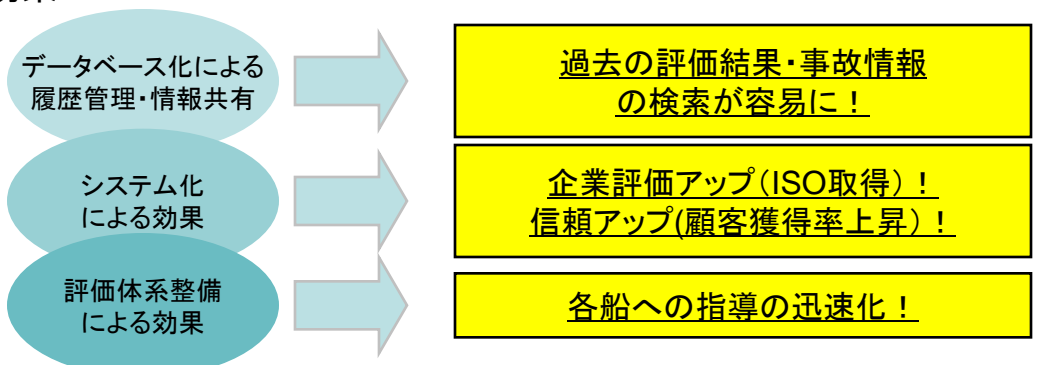 データベース化による
履歴管理・情報共有
過去の評価結果・事故情報
の検索が容易に！
システム化
による効果
企業評価アップ（ISO取得）！
信頼アップ(顧客獲得率上昇）！
評価体系整備
による効果
各船への指導の迅速化！